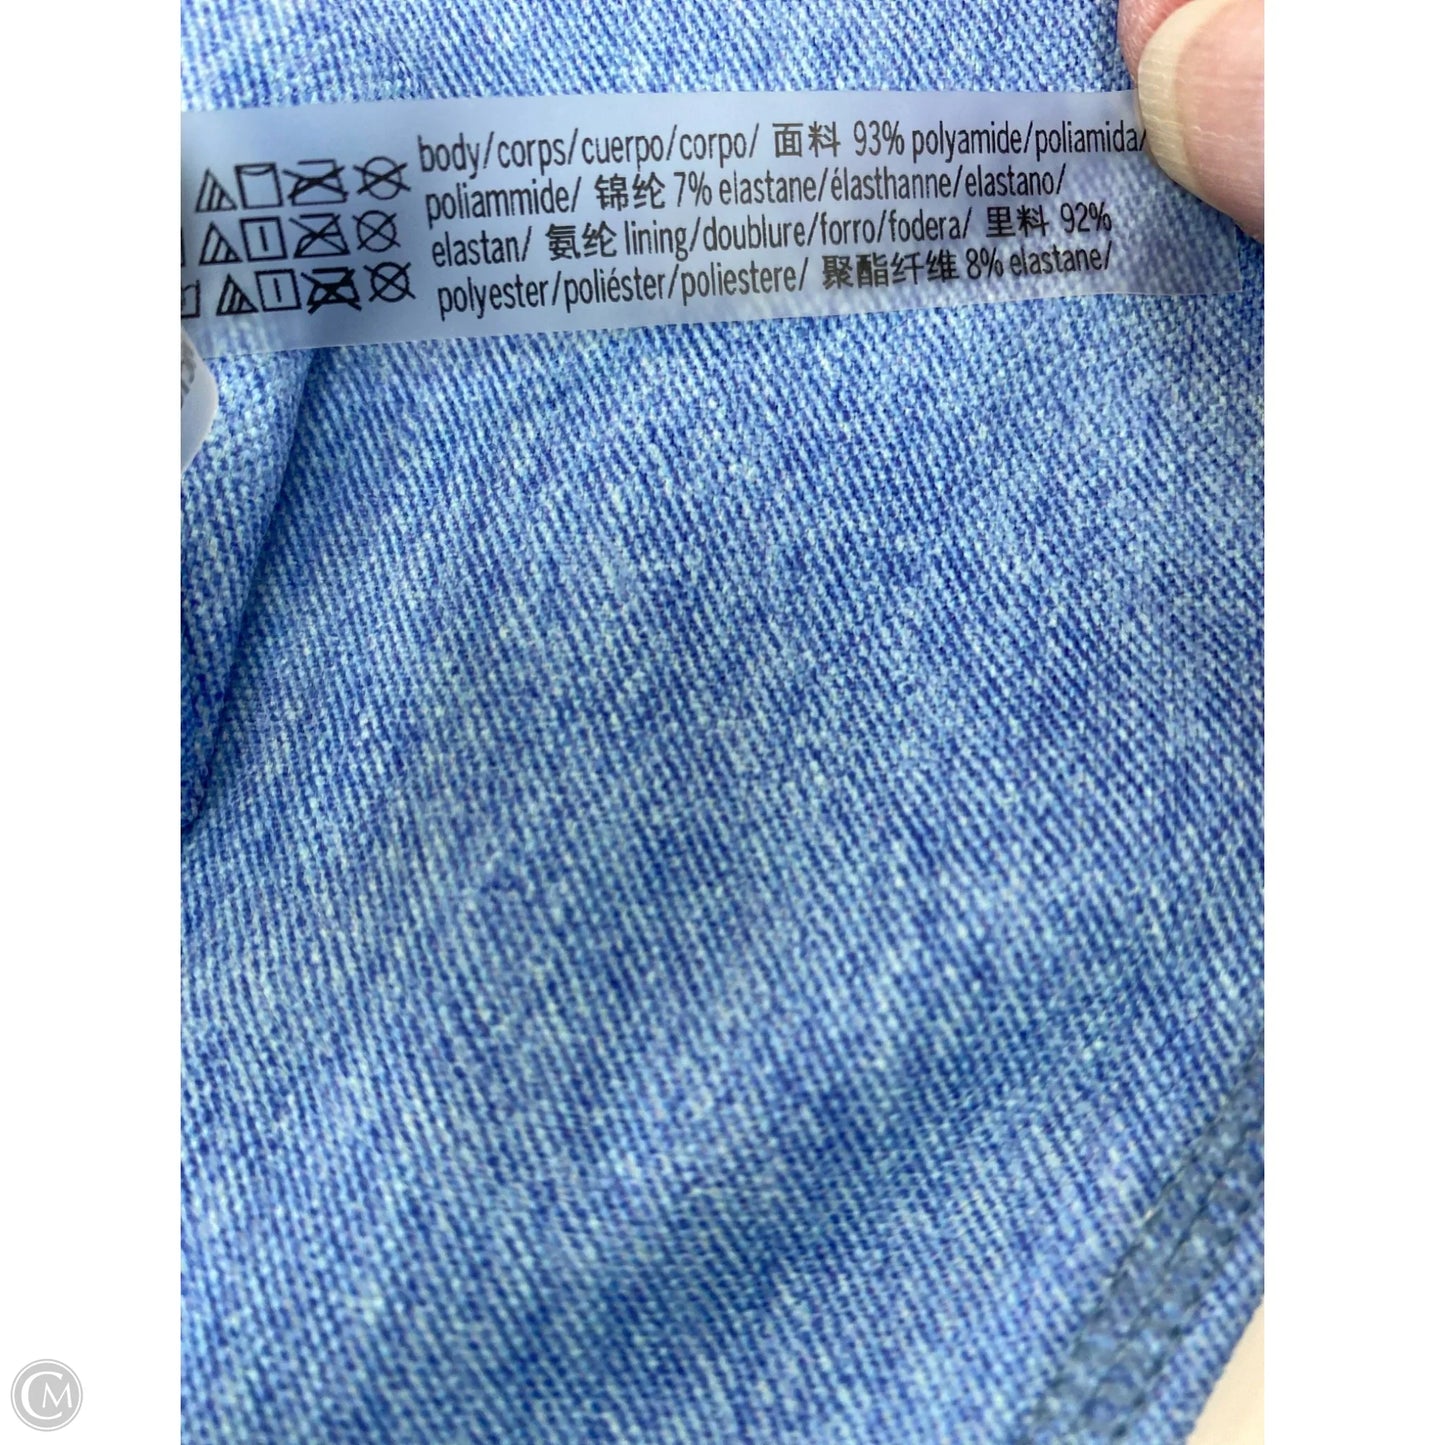 body/corps/cuerpo/corpo/ 面料 93% polyamide/poliamida/
poliammide/ 锦纶 7% elastane/élasthanne/elastano/
elastan/ 氨纶 lining/doublure/forro/fodera/ 里料 92%
polyester/poliéster/poliestere/ 聚酯纤维 8% elastane/
CM